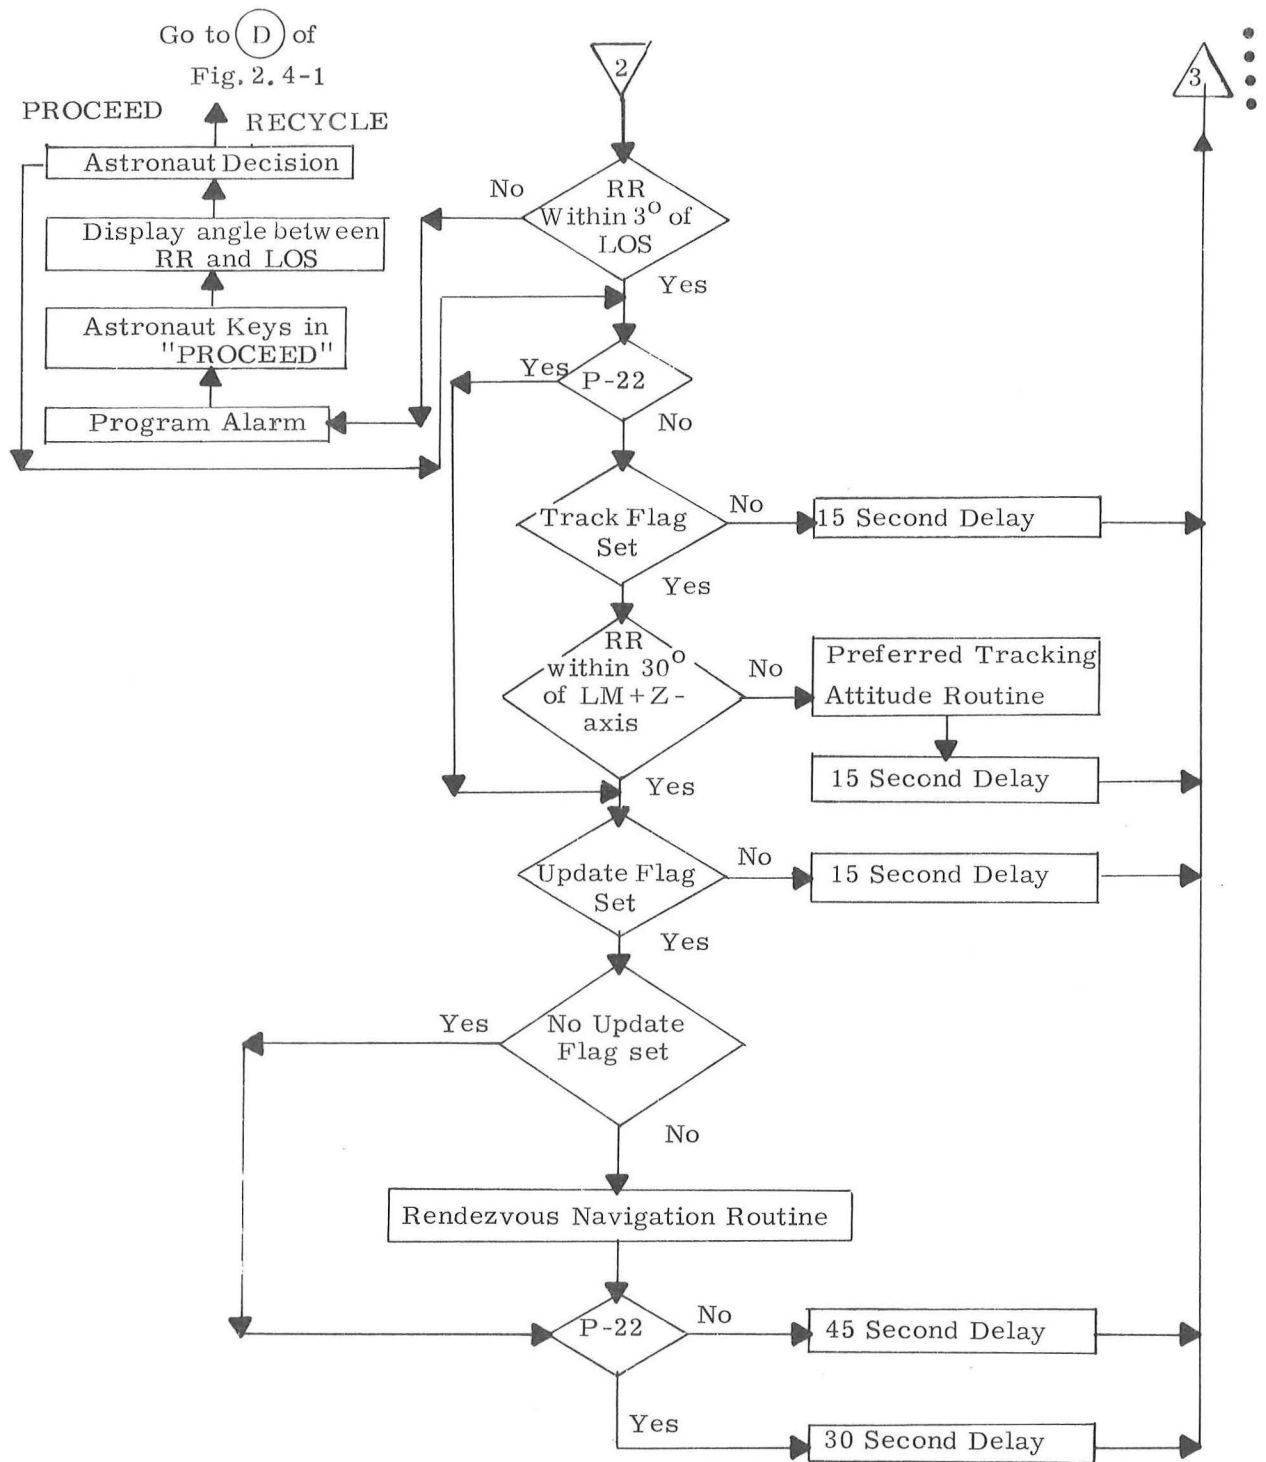 Go to D of
Fig. 2.4-1
PROCEED
RECYCLE
Astronaut Decision
Display angle between
RR and LOS
Astronaut Keys in
"PROCEED"
Program Alarm
2
3
No
RR
Within 3° of
LOS
Yes
Yes
P-22
No
Track Flag
Set
No
15 Second Delay
Yes
RR
within 30°
of LM+Z-
axis
No
Preferred Tracking
Attitude Routine
15 Second Delay
Yes
Update Flag
Set
No
15 Second Delay
Yes
Yes
No Update
Flag set
No
Rendezvous Navigation Routine
P-22
No
45 Second Delay
Yes
30 Second Delay